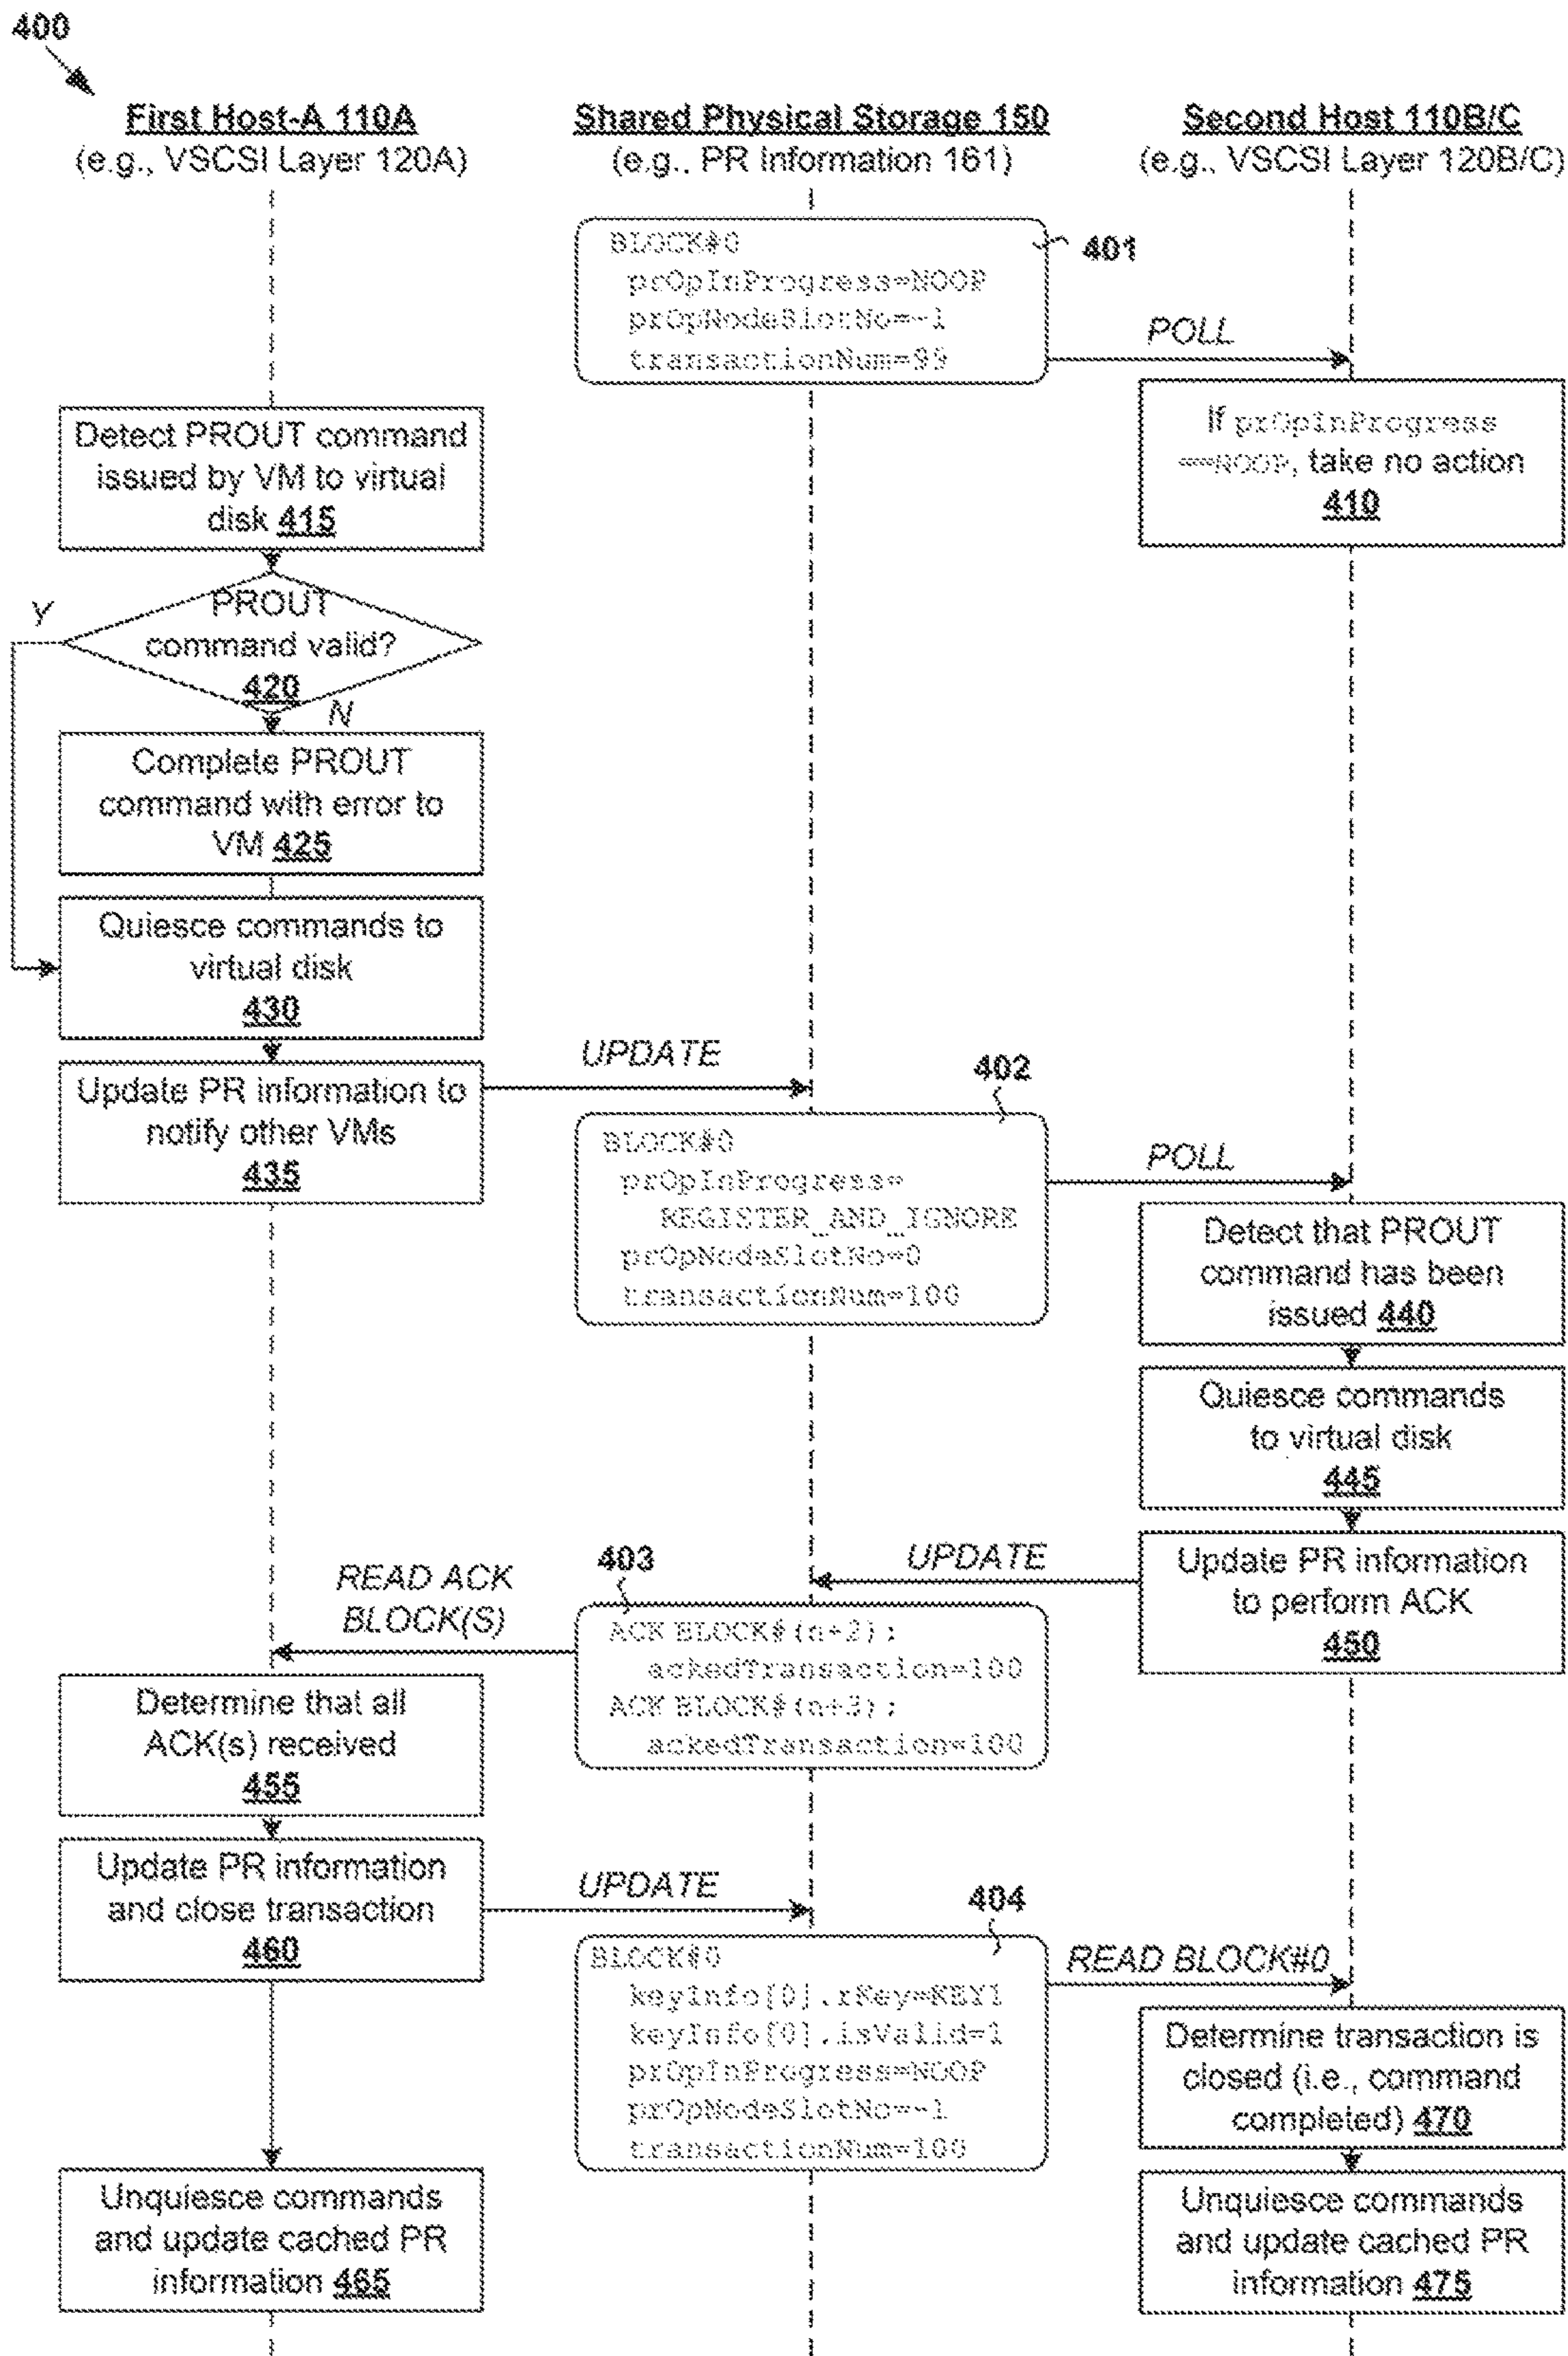 400
First Host-A 110A
(e.g., VSCSI Layer 120A)
Shared Physical Storage 150
(e.g., PR Information 161)
Second Host 110B/C
(e.g., VSCSI Layer 120B/C)
401
BLOCK#0
prOpInProgress=NOOP
prOpNodeSlotNo=-1
transactionNum=99
POLL
If prOpInProgress
==NOOP, take no action
410
Detect PROUT command
issued by VM to virtual
disk 415
Y
PROUT
command valid?
420
N
Complete PROUT
command with error to
VM 425
Quiesce commands to
virtual disk
430
Update PR information to
notify other VMs
435
UPDATE
402
BLOCK#0
prOpInProgress=
REGISTER_AND_IGNORE
prOpNodeSlotNo=0
transactionNum=100
POLL
Detect that PROUT
command has been
issued 440
Quiesce commands
to virtual disk
445
Update PR information
to perform ACK
450
UPDATE
403
ACK BLOCK#(n+2):
ackedTransaction=100
ACK BLOCK#(n+3):
ackedTransaction=100
READ ACK
BLOCK(S)
Determine that all
ACK(s) received
455
Update PR information
and close transaction
460
UPDATE
404
BLOCK#0
keyInfo[0].rKey=KEY1
keyInfo[0].isValid=1
prOpInProgress=NOOP
prOpNodeSlotNo=-1
transactionNum=100
READ BLOCK#0
Determine transaction is
closed (i.e., command
completed) 470
Unquiesce commands
and update cached PR
information 465
Unquiesce commands
and update cached PR
information 475